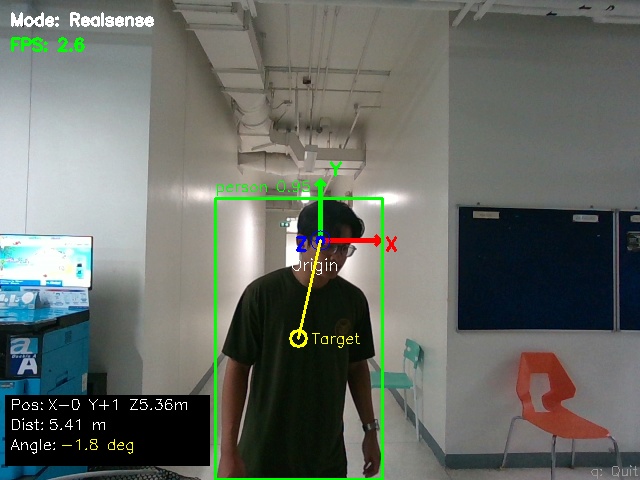 Mode: Realsense
FPS: 2.6
Y
person 0.95
Z
X
Origin
Target
a
A
Pos: X-0 Y+1 Z5.36m
Dist: 5.41 m
Angle: -1.8 deg
q: Quit